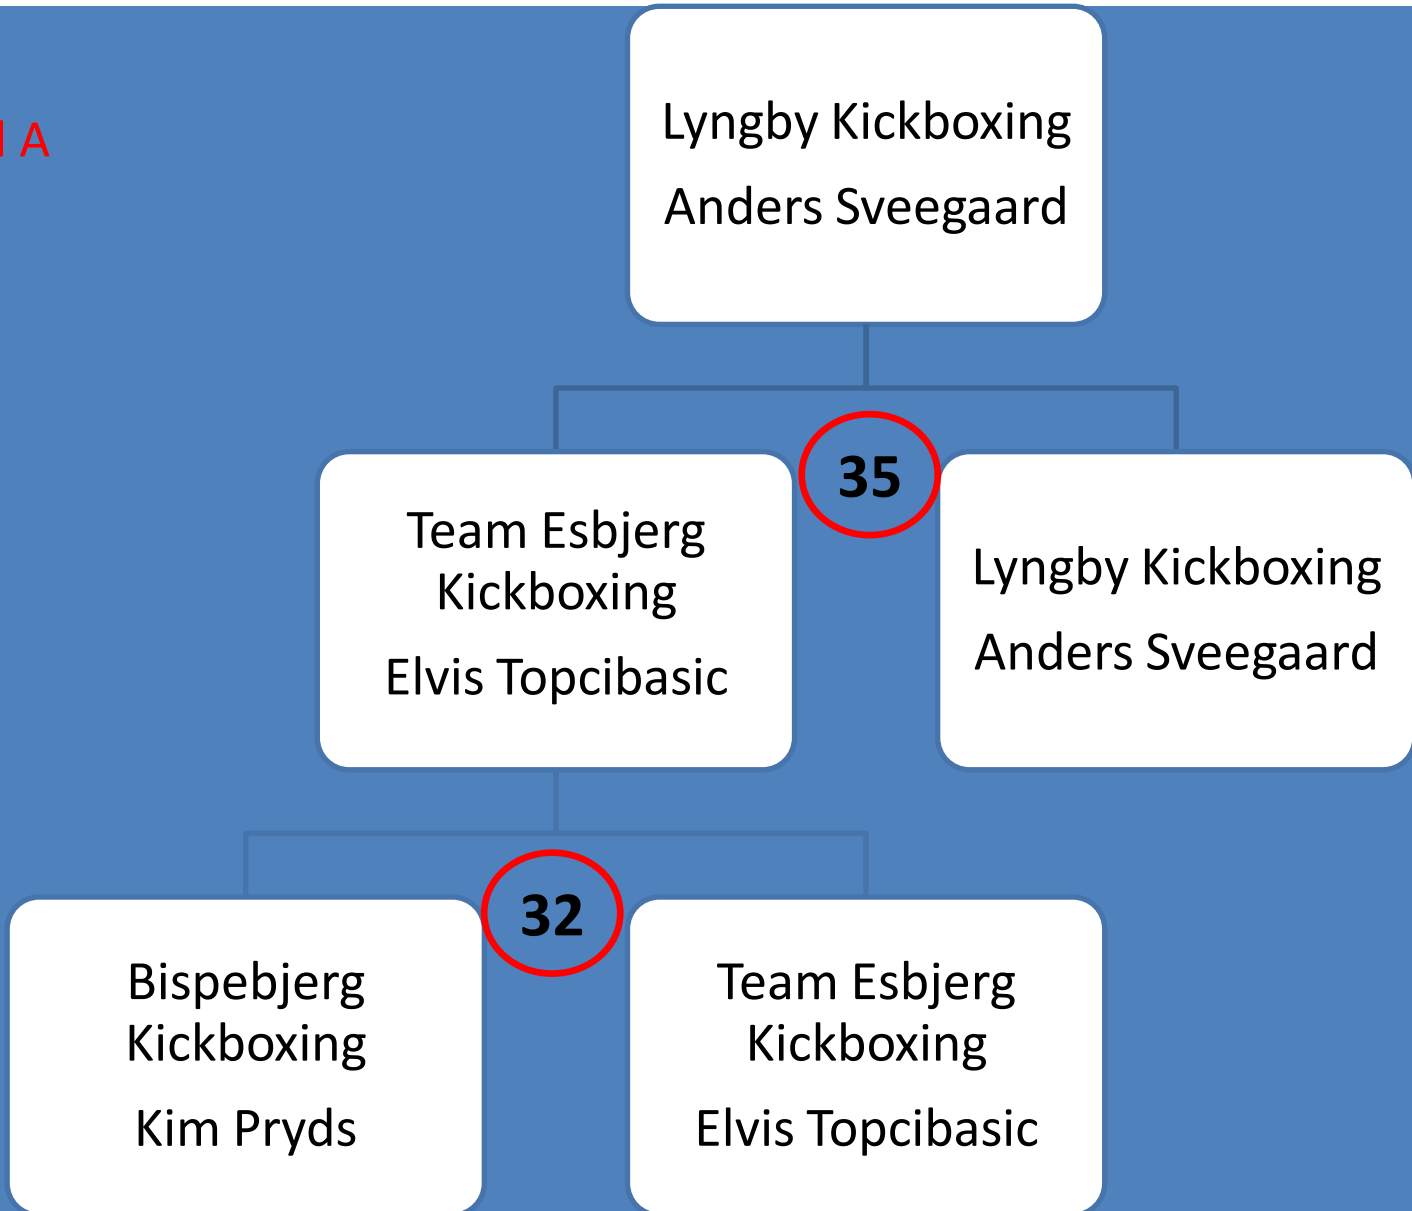 A
Lyngby Kickboxing
Anders Sveegaard
35
Team Esbjerg
Kickboxing
Elvis Topcibasic
Lyngby Kickboxing
Anders Sveegaard
32
Bispebjerg
Kickboxing
Kim Pryds
Team Esbjerg
Kickboxing
Elvis Topcibasic